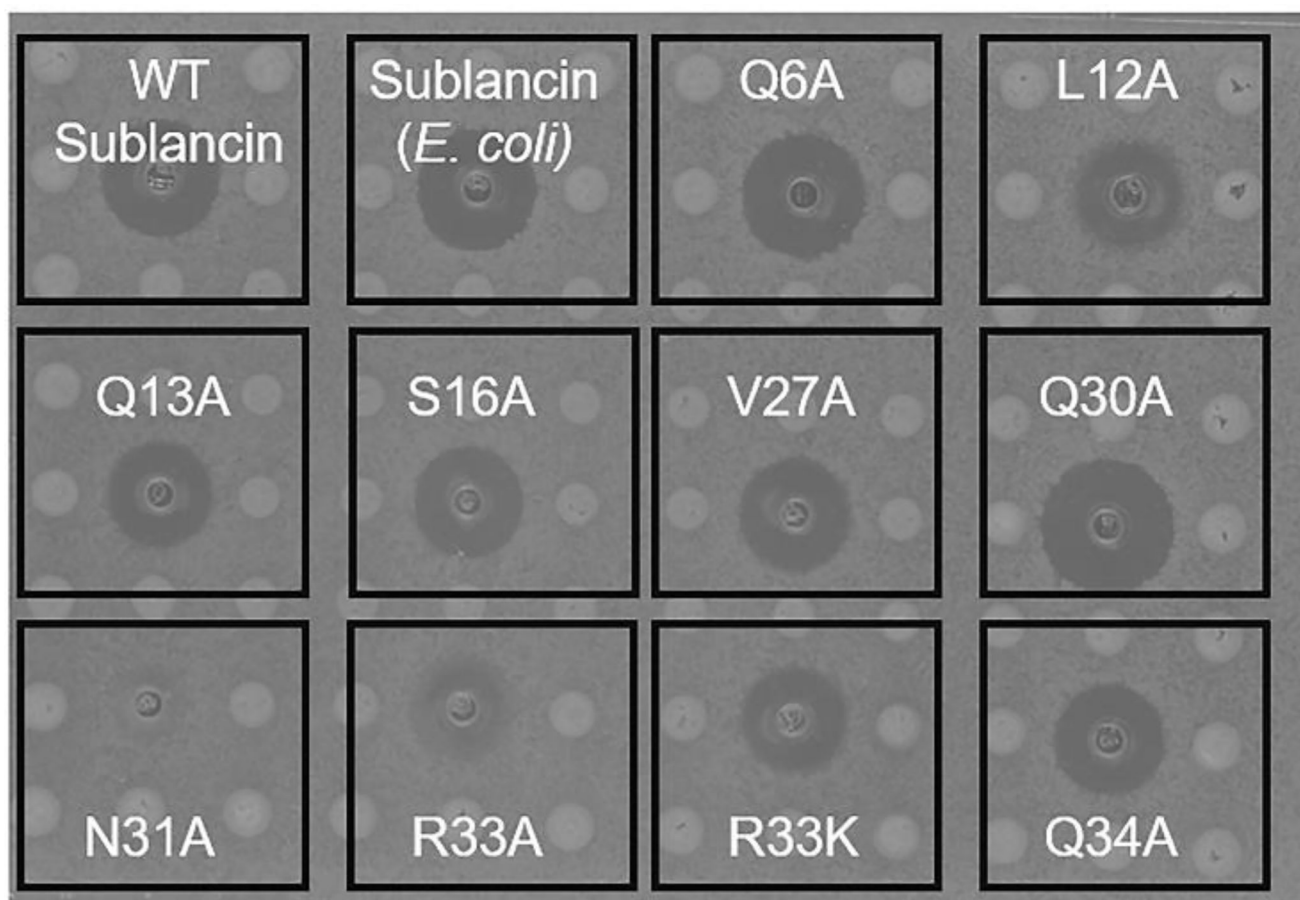 WT
Sublancin
Sublancin
(E. coli)
Q6A
L12A
Q13A
S16A
V27A
Q30A
N31A
R33A
R33K
Q34A